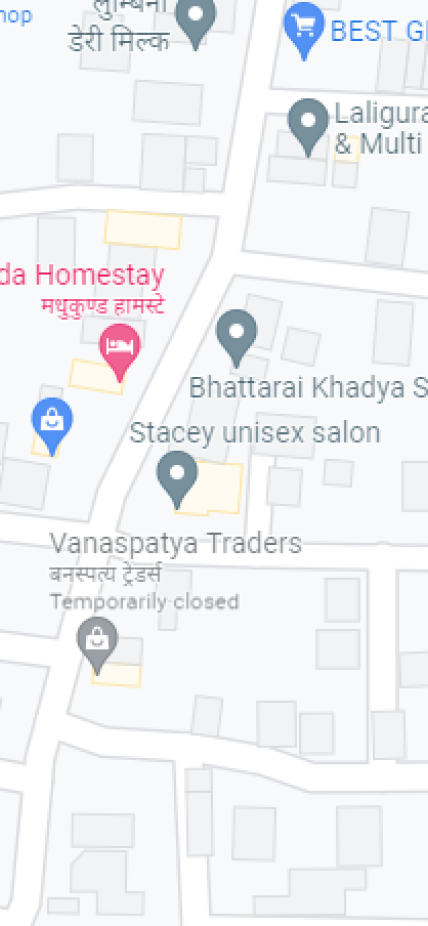 hop
लुम्बिनी
डेरी मिल्क
BEST G
Laligura
& Multi
da Homestay
मधुकुण्ड हामस्टे
Bhattarai Khadya S
Stacey unisex salon
Vanaspatya Traders
बनस्पत्य ट्रेडर्स
Temporarily closed